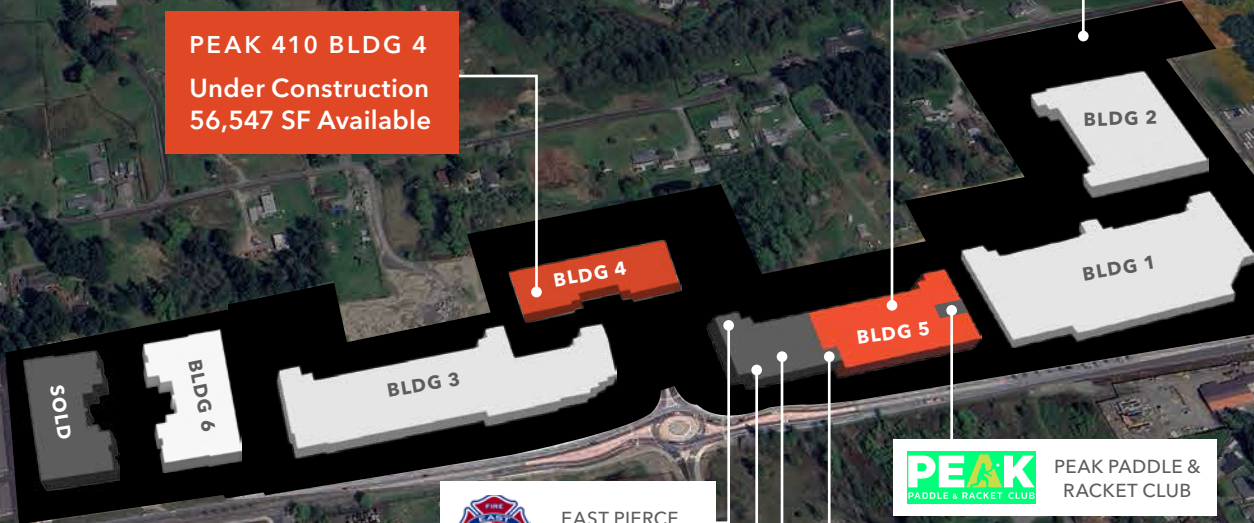 PEAK 410 BLDG 4
Under Construction
56,547 SF Available
BLDG 2
BLDG 1
BLDG 4
BLDG 5
BLDG 3
BLDG 6
SOLD
PEAK
PADDLE & RACKET CLUB
PEAK PADDLE &
RACKET CLUB
FIRE
EAST
EAST PIERCE